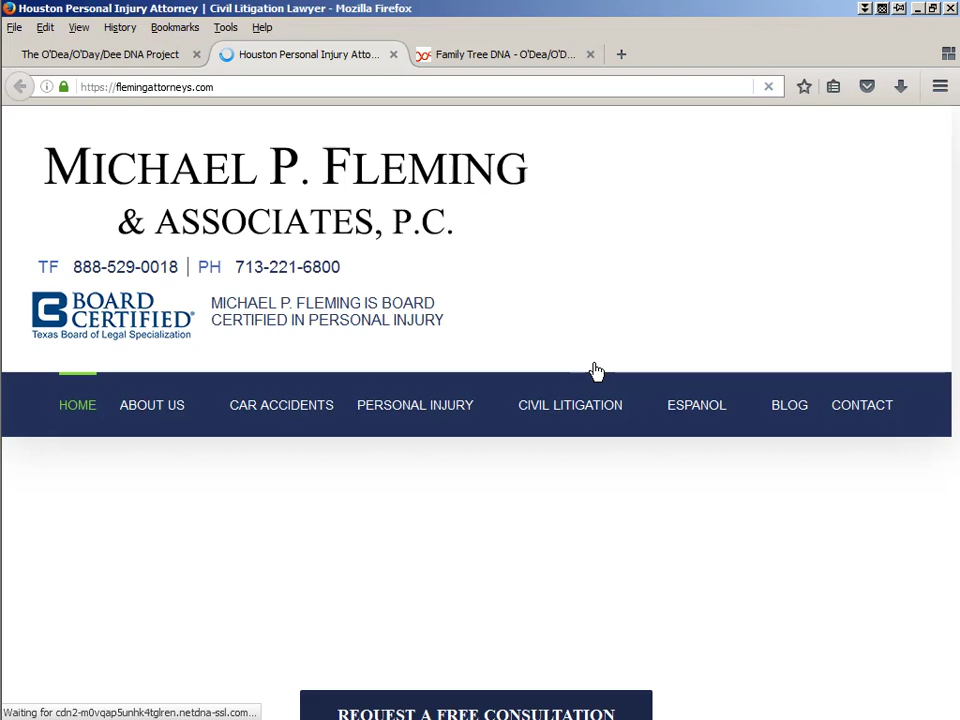 Houston Personal Injury Attorney | Civil Litigation Lawyer - Mozilla Firefox
File Edit View History Bookmarks Tools Help
The O'Dea/O'Day/Dee DNA Project
Houston Personal Injury Atto...
Family Tree DNA - O'Dea/O'D...
https://flemingattorneys.com
MICHAEL P. FLEMING
& ASSOCIATES, P.C.
TF 888-529-0018 | PH 713-221-6800
BOARD
CERTIFIED®
Texas Board of Legal Specialization
MICHAEL P. FLEMING IS BOARD
CERTIFIED IN PERSONAL INJURY
HOME ABOUT US CAR ACCIDENTS PERSONAL INJURY CIVIL LITIGATION ESPANOL BLOG CONTACT
REQUEST A FREE CONSULTATION
Waiting for cdn2-m0vqap5unhk4tglren.netdna-ssl.com...